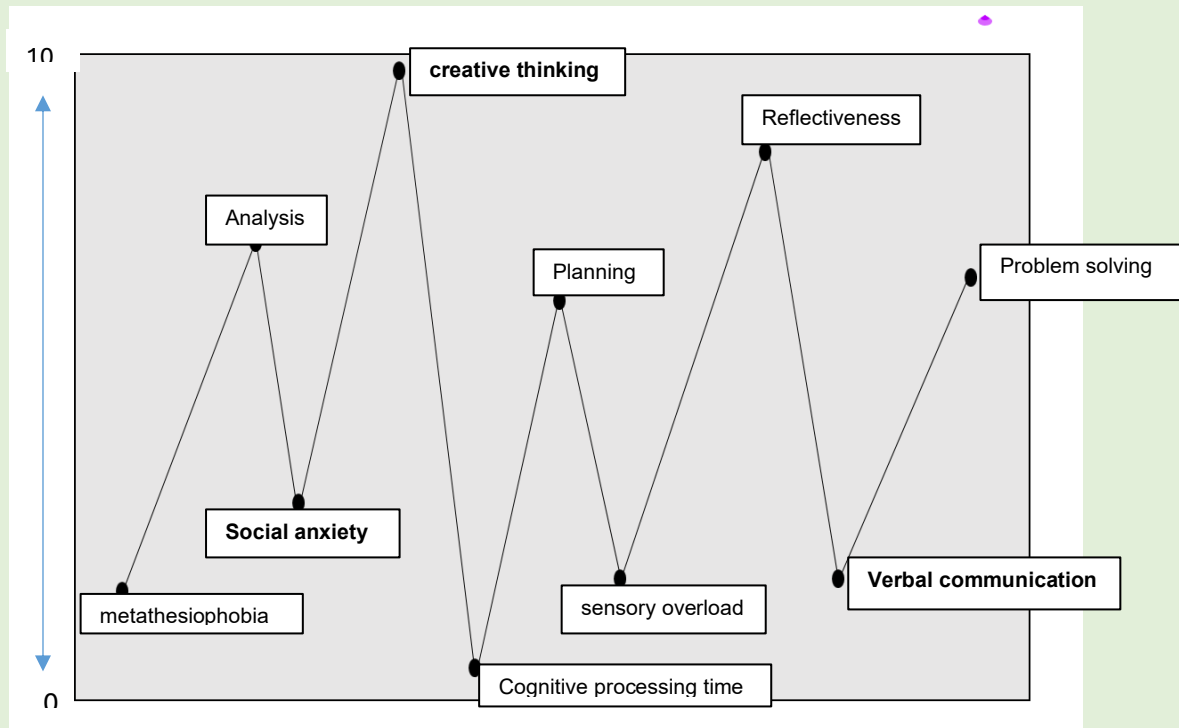 10
creative thinking
Reflectiveness
Analysis
Planning
Problem solving
Social anxiety
Verbal communication
metathesiophobia
sensory overload
Cognitive processing time
0